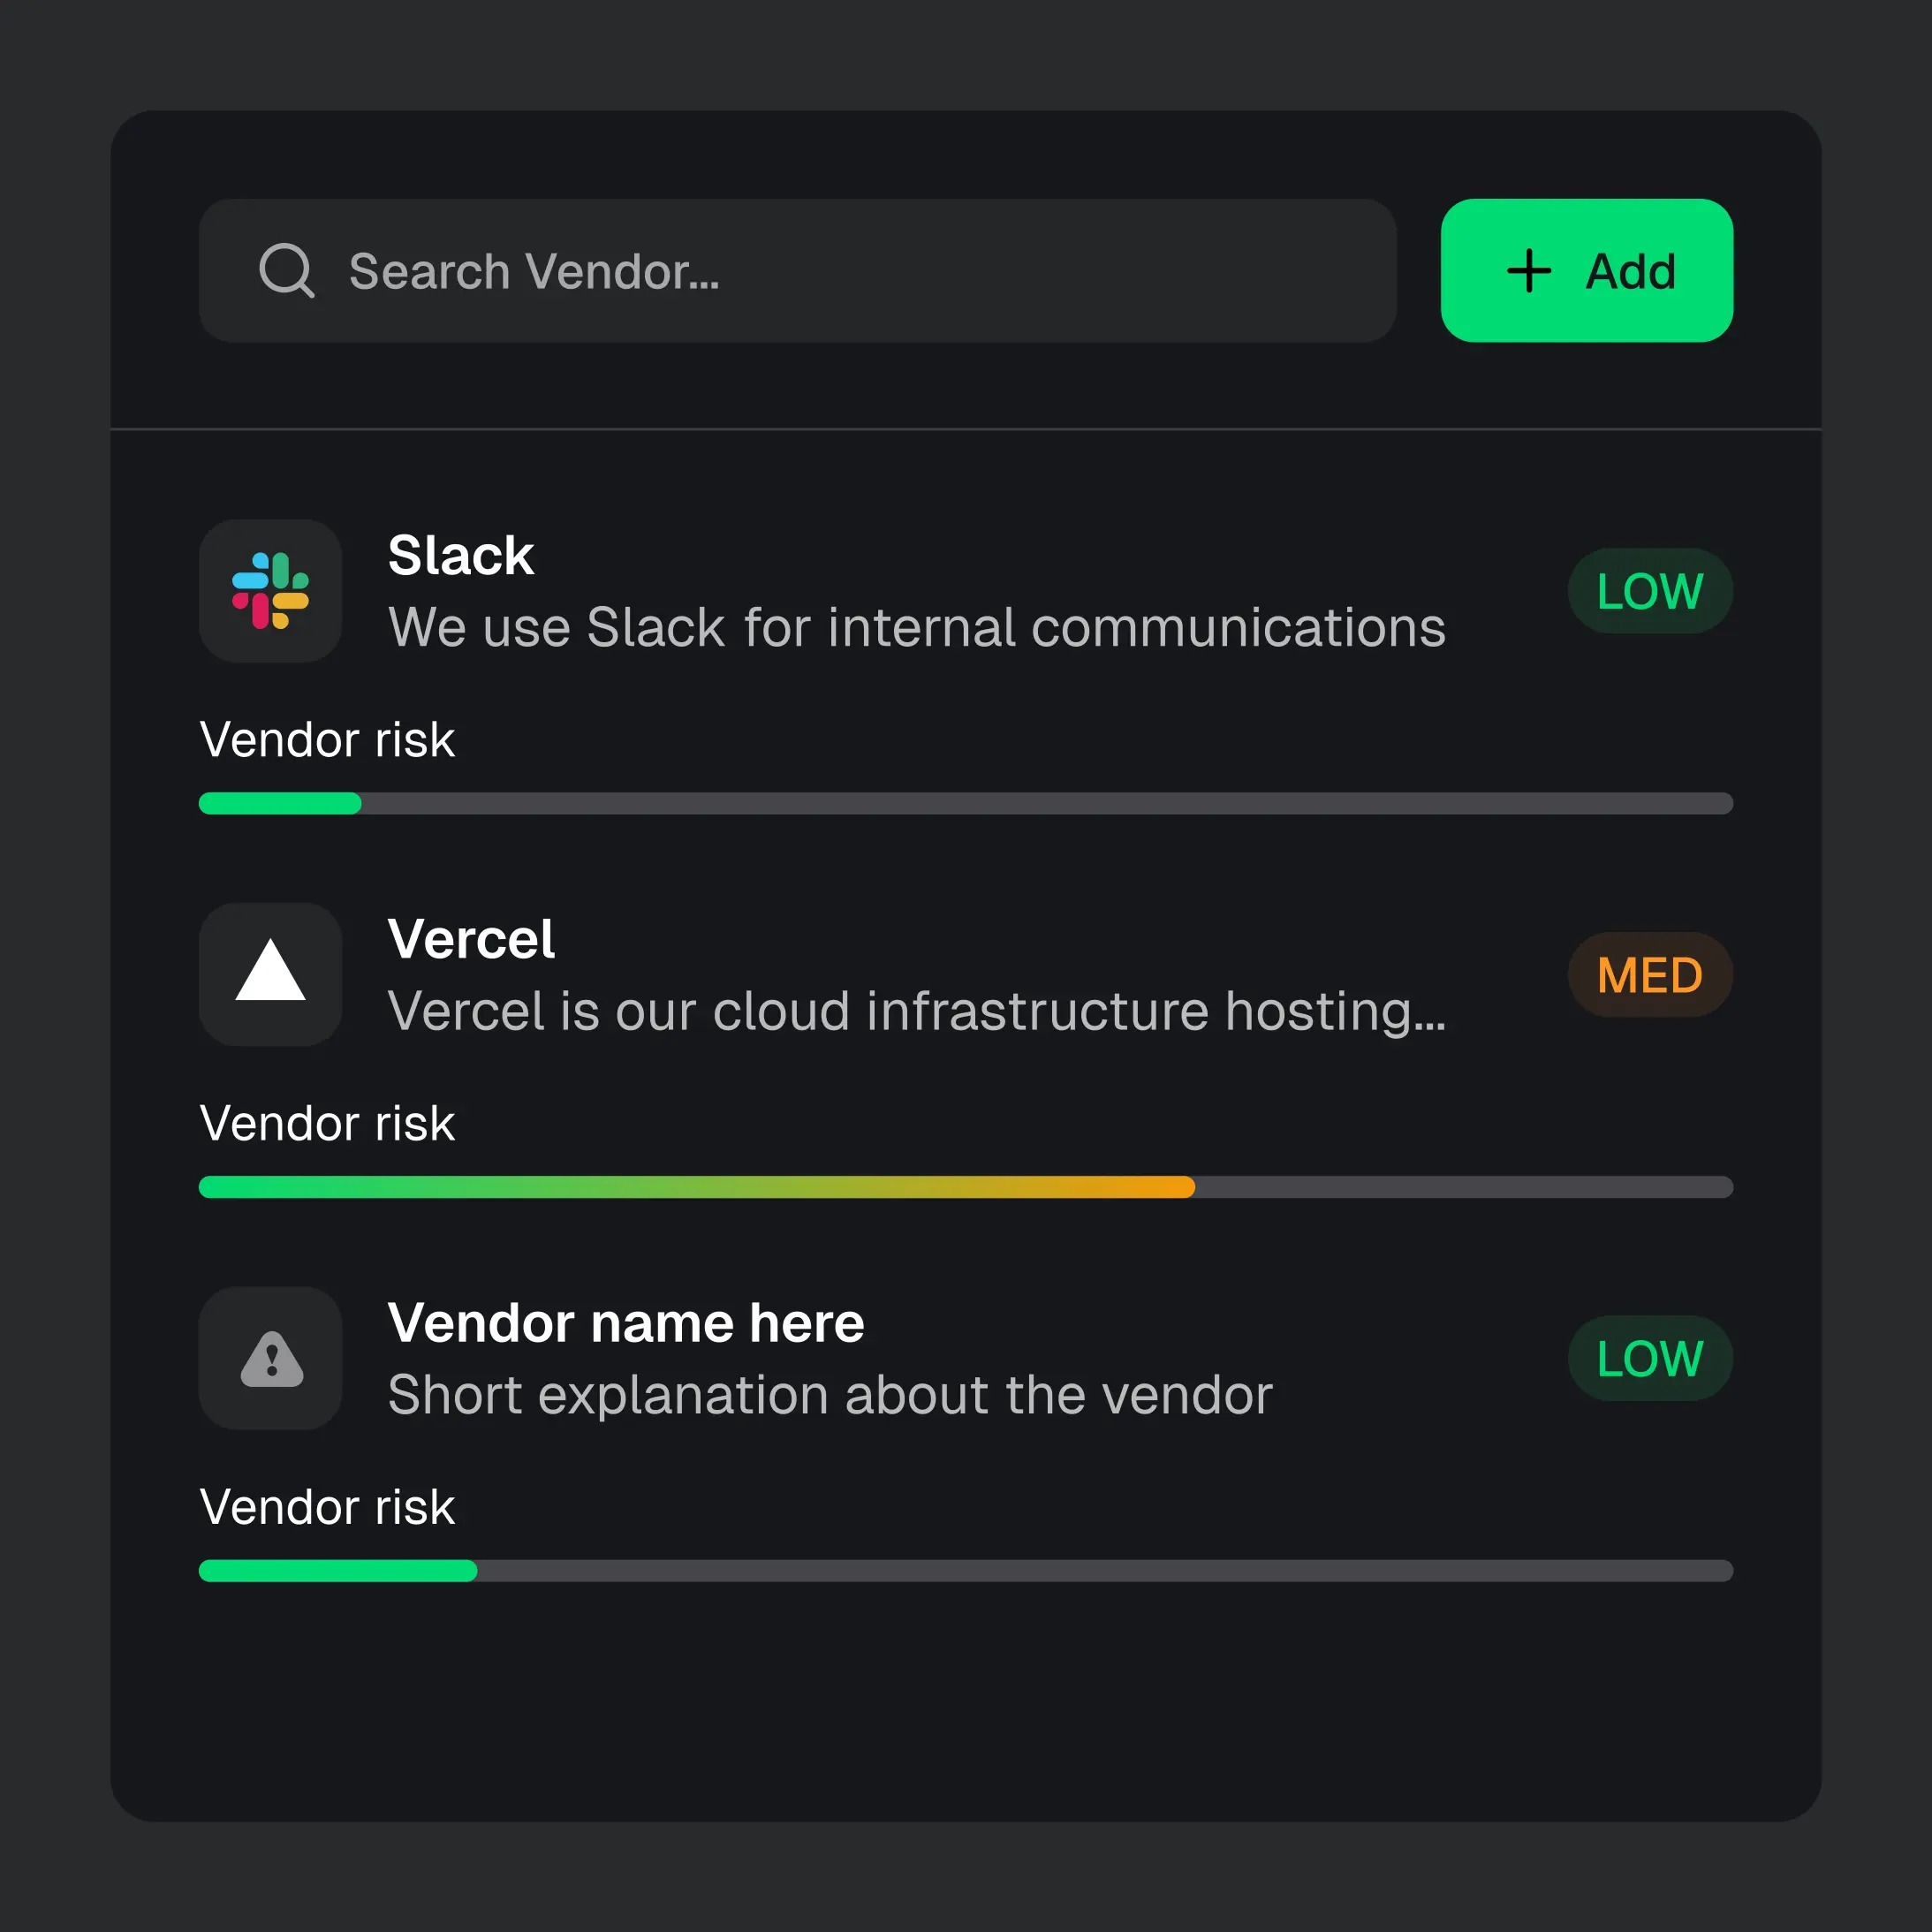 Search Vendor...
Add
Slack
We use Slack for internal communications
LOW
Vendor risk
Vercel
Vercel is our cloud infrastructure hosting...
MED
Vendor risk
Vendor name here
Short explanation about the vendor
LOW
Vendor risk